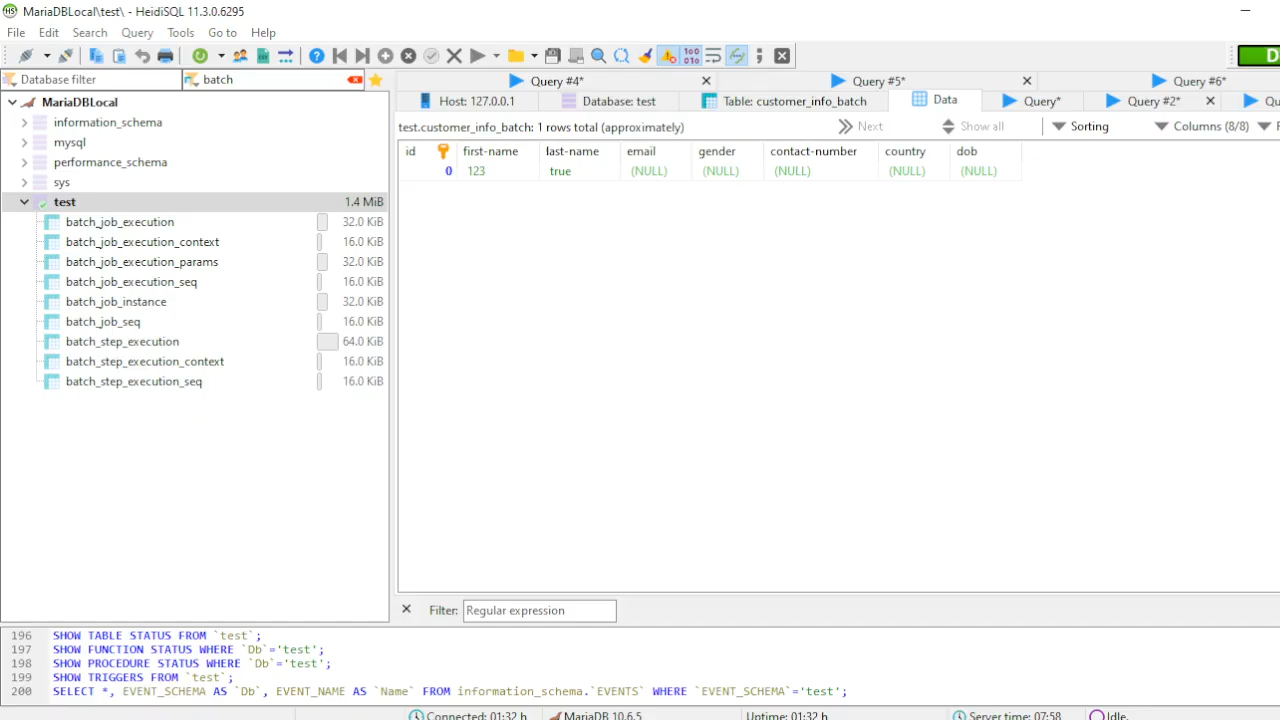 MariaDBLocal\test\ - HeidiSQL 11.3.0.6295
File Edit Search Query Tools Go to Help
Database filter batch
Query #4* Query #5* Query #6*
Host: 127.0.0.1 Database: test Table: customer_info_batch Data Query* Query #2*
test.customer_info_batch: 1 rows total (approximately) Next Show all Sorting Columns (8/8)
id first-name last-name email gender contact-number country dob
0 123 true (NULL) (NULL) (NULL) (NULL) (NULL)
MariaDBLocal
information_schema
mysql
performance_schema
sys
test 1.4 MiB
batch_job_execution 32.0 KiB
batch_job_execution_context 16.0 KiB
batch_job_execution_params 32.0 KiB
batch_job_execution_seq 16.0 KiB
batch_job_instance 32.0 KiB
batch_job_seq 16.0 KiB
batch_step_execution 64.0 KiB
batch_step_execution_context 16.0 KiB
batch_step_execution_seq 16.0 KiB
Filter: Regular expression
196 SHOW TABLE STATUS FROM `test`;
197 SHOW FUNCTION STATUS WHERE `Db`='test';
198 SHOW PROCEDURE STATUS WHERE `Db`='test';
199 SHOW TRIGGERS FROM `test`;
200 SELECT *, EVENT_SCHEMA AS `Db`, EVENT_NAME AS `Name` FROM information_schema.`EVENTS` WHERE `EVENT_SCHEMA`='test';
Connected: 01:32 h MariaDB 10.6.5 Uptime: 01:32 h Server time: 07:58 Idle.